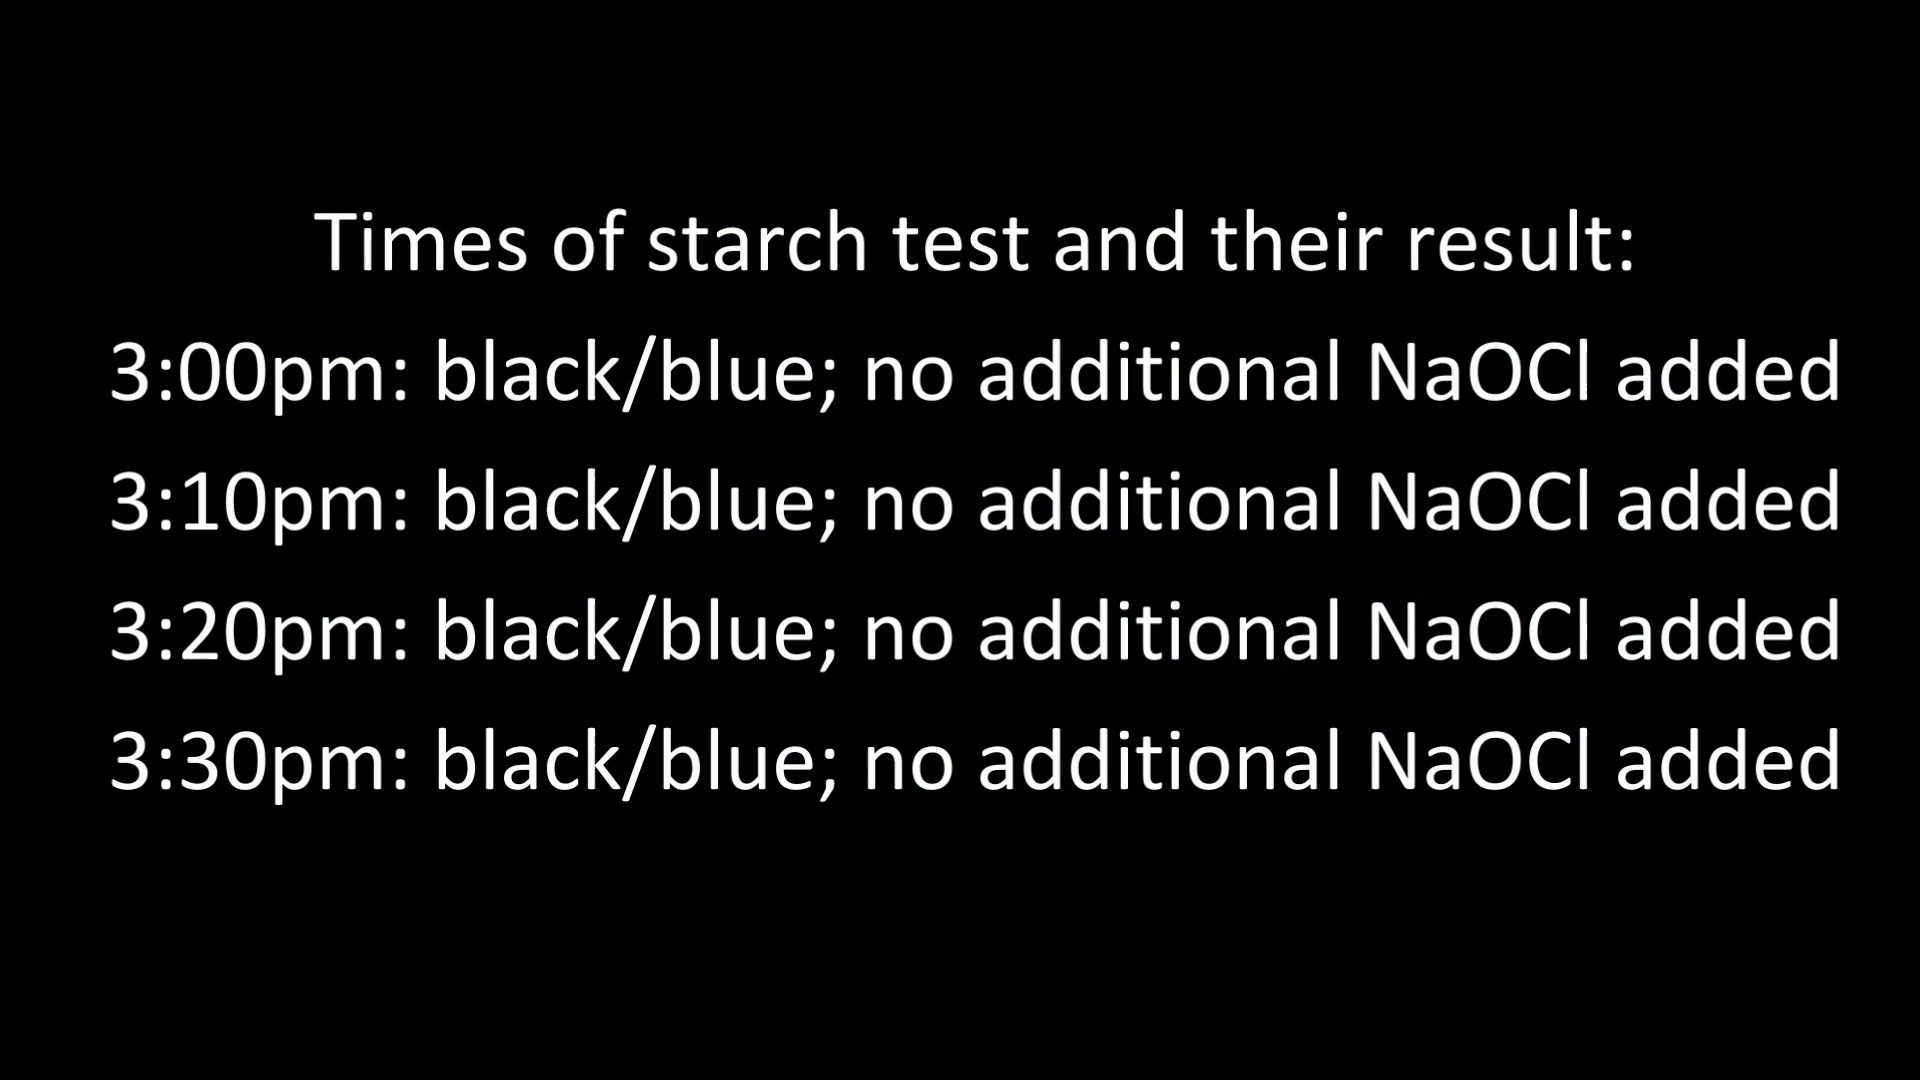 Times of starch test and their result:
3:00pm: black/blue; no additional NaOCl added
3:10pm: black/blue; no additional NaOCl added
3:20pm: black/blue; no additional NaOCl added
3:30pm: black/blue; no additional NaOCl added